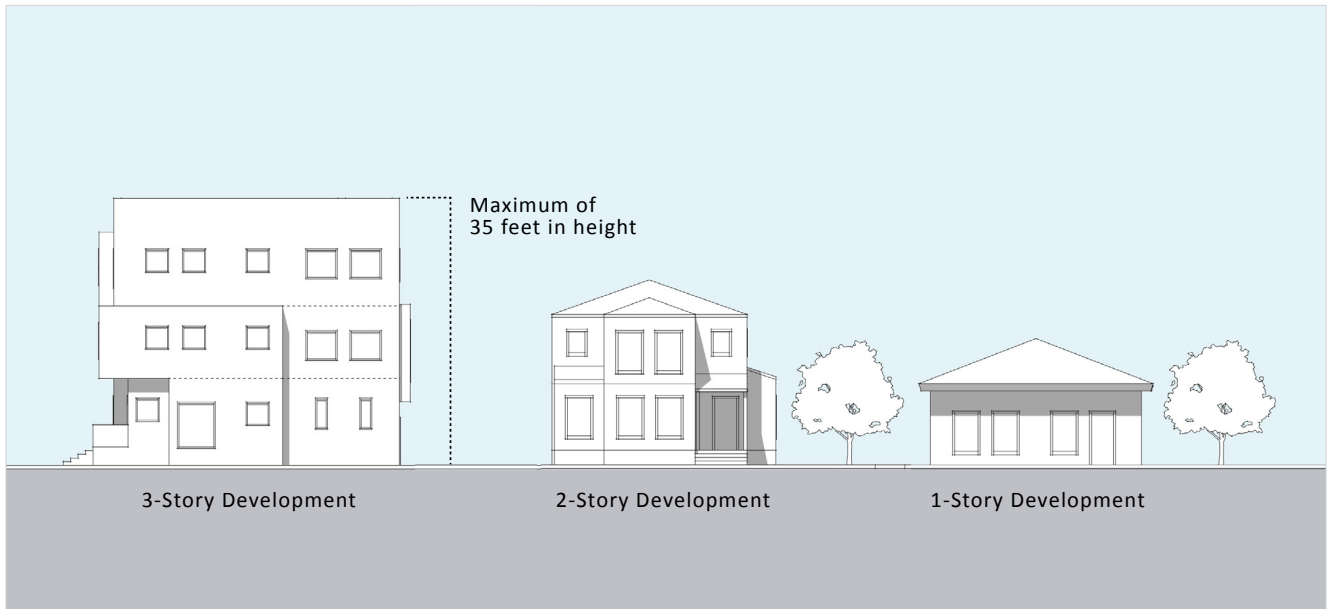 Maximum of
35 feet in height
3-Story Development
2-Story Development
1-Story Development